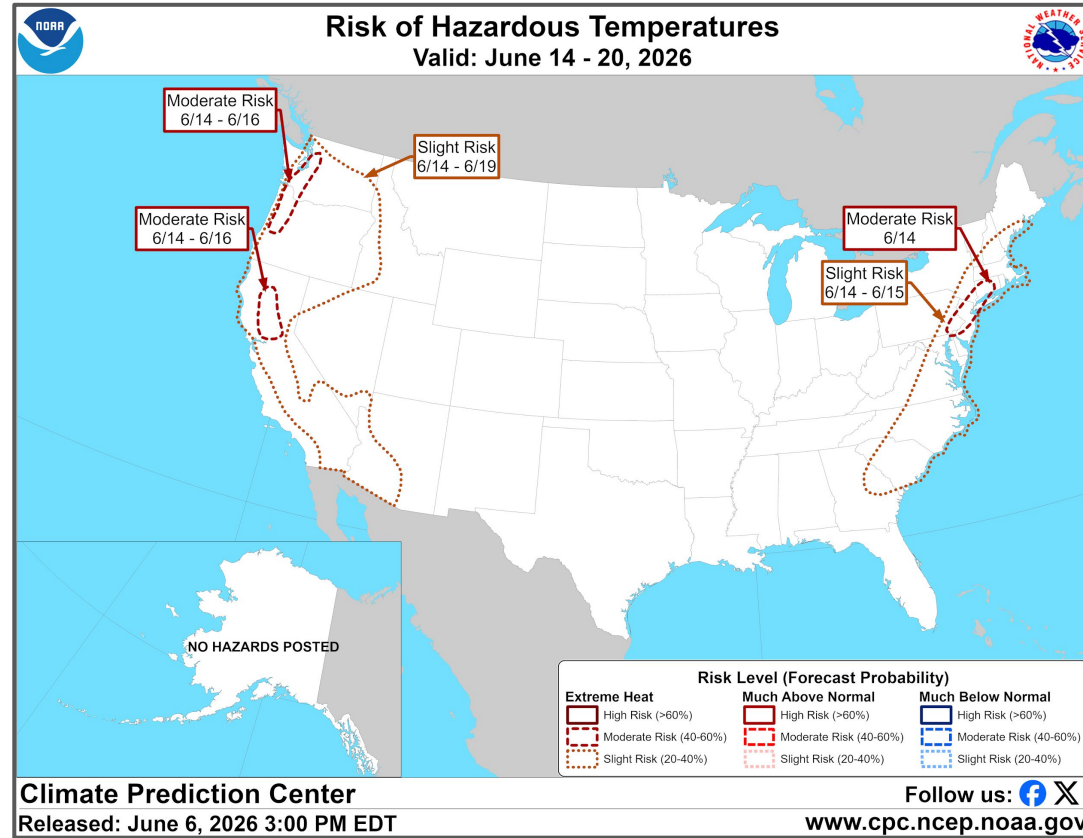 NOAA
Risk of Hazardous Temperatures
Valid: June 14 - 20, 2026
NATIONAL WEATHER SERVICE
Moderate Risk
6/14 - 6/16
Slight Risk
6/14 - 6/19
Moderate Risk
6/14 - 6/16
Moderate Risk
6/14
Slight Risk
6/14 - 6/15
NO HAZARDS POSTED
Risk Level (Forecast Probability)
Extreme Heat
High Risk (>60%)
Moderate Risk (40-60%)
Slight Risk (20-40%)
Much Above Normal
High Risk (>60%)
Moderate Risk (40-60%)
Slight Risk (20-40%)
Much Below Normal
High Risk (>60%)
Moderate Risk (40-60%)
Slight Risk (20-40%)
Climate Prediction Center
Follow us:
Released: June 6, 2026 3:00 PM EDT
www.cpc.ncep.noaa.gov